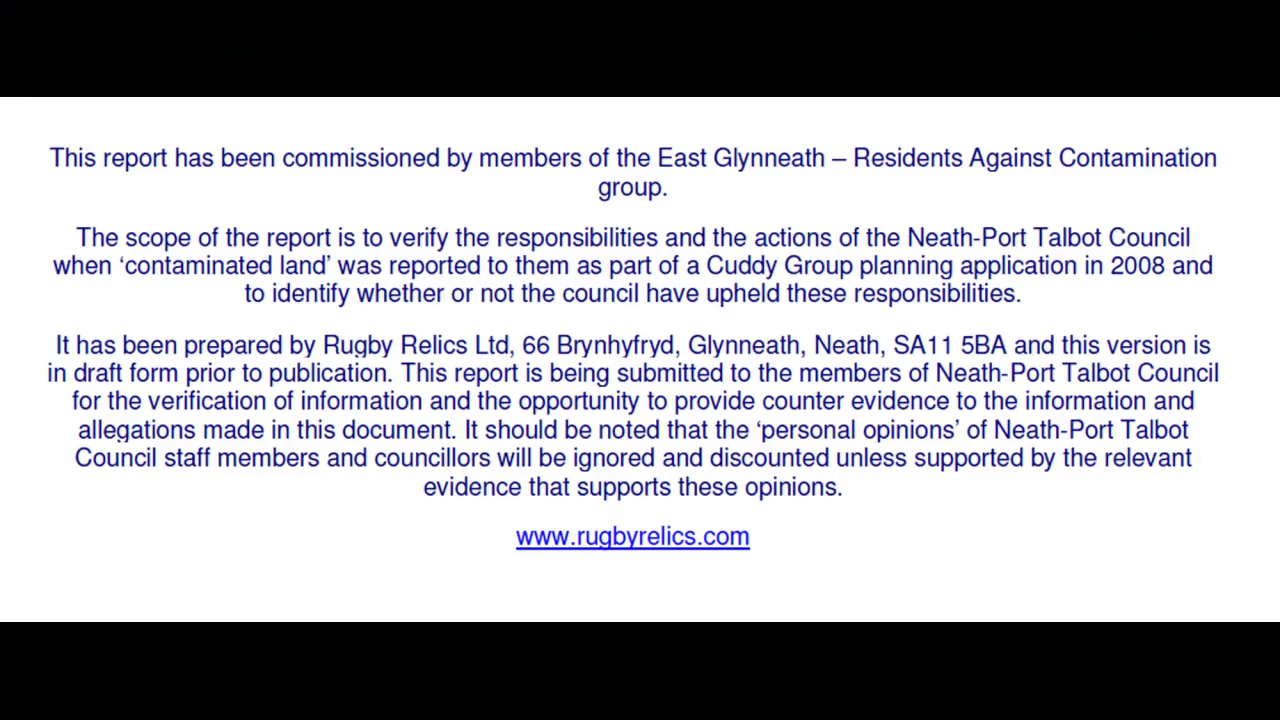 This report has been commissioned by members of the East Glynneath – Residents Against Contamination
group.
The scope of the report is to verify the responsibilities and the actions of the Neath-Port Talbot Council
when ‘contaminated land’ was reported to them as part of a Cuddy Group planning application in 2008 and
to identify whether or not the council have upheld these responsibilities.
It has been prepared by Rugby Relics Ltd, 66 Brynhyfryd, Glynneath, Neath, SA11 5BA and this version is
in draft form prior to publication. This report is being submitted to the members of Neath-Port Talbot Council
for the verification of information and the opportunity to provide counter evidence to the information and
allegations made in this document. It should be noted that the ‘personal opinions’ of Neath-Port Talbot
Council staff members and councillors will be ignored and discounted unless supported by the relevant
evidence that supports these opinions.
www.rugbyrelics.com